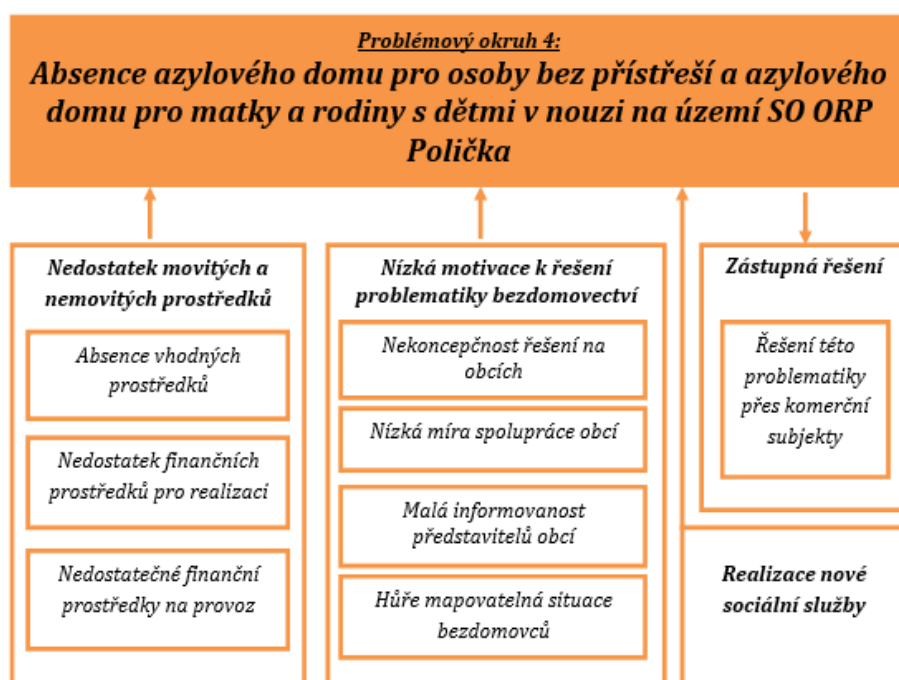 Problémový okruh 4:
Absence azylového domu pro osoby bez přístřeší a azylového
domu pro matky a rodiny s dětmi v nouzi na území SO ORP
Polička
Nedostatek movitých a
nemovitých prostředků
Absence vhodných
prostředků
Nedostatek finančních
prostředků pro realizaci
Nedostatečné finanční
prostředky na provoz
Nízká motivace k řešení
problematiky bezdomovectví
Nekoncepčnost řešení na
obcích
Nízká míra spolupráce obcí
Malá informovanost
představitelů obcí
Hůře mapovatelná situace
bezdomovců
Zástupná řešení
Řešení této
problematiky
přes komerční
subjekty
Realizace nové
sociální služby